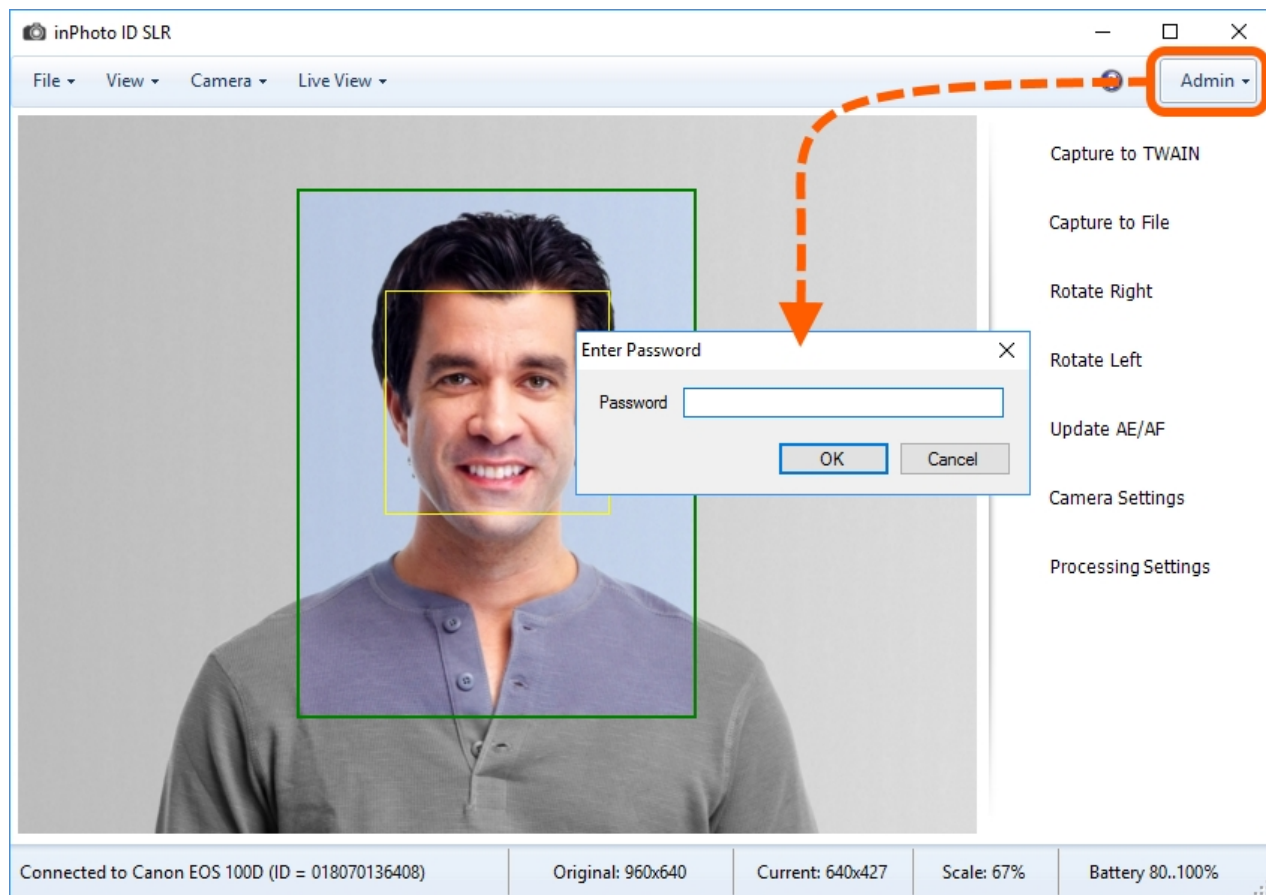 inPhoto ID SLR
File View Camera Live View Admin
Capture to TWAIN
Capture to File
Rotate Right
Enter Password
Rotate Left
Password
Update AE/AF
OK Cancel
Camera Settings
Processing Settings
Connected to Canon EOS 100D (ID = 018070136408) Original: 960x640 Current: 640x427 Scale: 67% Battery 80..100%